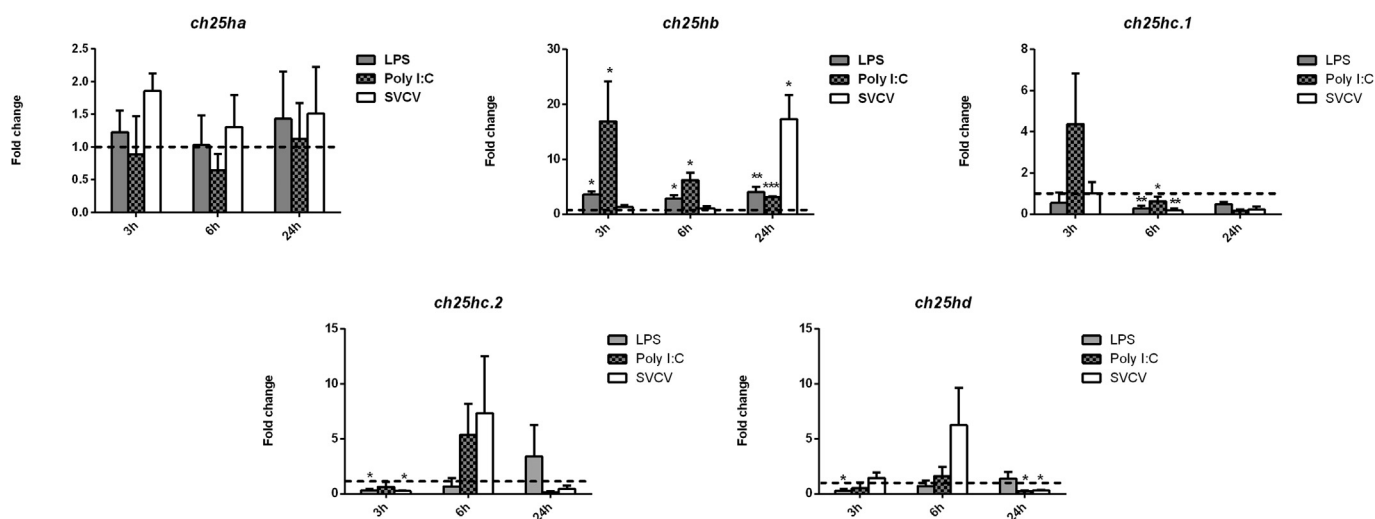 ch25ha
Fold change
2.5
2.0
1.5
1.0
0.5
0.0
3h
6h
24h
LPS
Poly I:C
SVCV
ch25hb
Fold change
30
20
10
0
*
*
*
*
**
***
*
3h
6h
24h
LPS
Poly I:C
SVCV
ch25hc.1
Fold change
8
6
4
2
0
**
*
**
3h
6h
24h
LPS
Poly I:C
SVCV
ch25hc.2
Fold change
15
10
5
0
*
*
3h
6h
24h
LPS
Poly I:C
SVCV
ch25hd
Fold change
15
10
5
0
*
*
*
3h
6h
24h
LPS
Poly I:C
SVCV